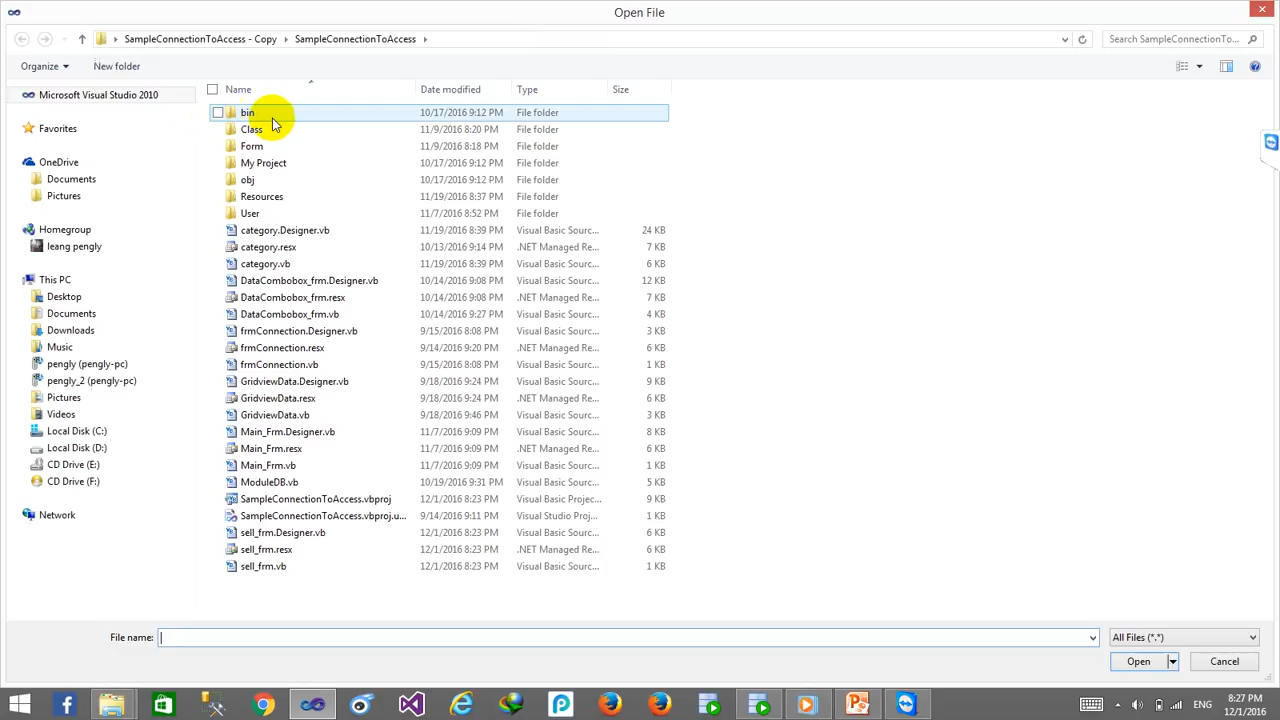 Open File
SampleConnectionToAccess - Copy SampleConnectionToAccess Search SampleConnectionTo...
Organize New folder
Name Date modified Type Size
Microsoft Visual Studio 2010
Favorites
OneDrive
Documents
Pictures
Homegroup
leang pengly
This PC
Desktop
Documents
Downloads
Music
pengly (pengly-pc)
pengly_2 (pengly-pc)
Pictures
Videos
Local Disk (C:)
Local Disk (D:)
CD Drive (E:)
CD Drive (F:)
Network
bin 10/17/2016 9:12 PM File folder
Class 11/9/2016 8:20 PM File folder
Form 11/9/2016 8:18 PM File folder
My Project 10/17/2016 9:12 PM File folder
obj 10/17/2016 9:12 PM File folder
Resources 11/19/2016 8:37 PM File folder
User 11/7/2016 8:52 PM File folder
category.Designer.vb 11/19/2016 8:39 PM Visual Basic Sourc... 24 KB
category.resx 10/13/2016 9:14 PM .NET Managed Re... 7 KB
category.vb 11/19/2016 8:39 PM Visual Basic Sourc... 6 KB
DataCombobox_frm.Designer.vb 10/14/2016 9:08 PM Visual Basic Sourc... 12 KB
DataCombobox_frm.resx 10/14/2016 9:08 PM .NET Managed Re... 7 KB
DataCombobox_frm.vb 10/14/2016 9:27 PM Visual Basic Sourc... 4 KB
frmConnection.Designer.vb 9/15/2016 8:08 PM Visual Basic Sourc... 3 KB
frmConnection.resx 9/14/2016 9:20 PM .NET Managed Re... 6 KB
frmConnection.vb 9/15/2016 8:08 PM Visual Basic Sourc... 1 KB
GridviewData.Designer.vb 9/18/2016 9:24 PM Visual Basic Sourc... 9 KB
GridviewData.resx 9/18/2016 9:24 PM .NET Managed Re... 6 KB
GridviewData.vb 9/18/2016 9:46 PM Visual Basic Sourc... 3 KB
Main_Frm.Designer.vb 11/7/2016 9:09 PM Visual Basic Sourc... 8 KB
Main_Frm.resx 11/7/2016 9:09 PM .NET Managed Re... 6 KB
Main_Frm.vb 11/7/2016 9:09 PM Visual Basic Sourc... 1 KB
ModuleDB.vb 10/19/2016 9:31 PM Visual Basic Sourc... 5 KB
SampleConnectionToAccess.vbproj 12/1/2016 8:23 PM Visual Basic Projec... 9 KB
SampleConnectionToAccess.vbproj.u... 9/14/2016 9:11 PM Visual Studio Proj... 1 KB
sell_frm.Designer.vb 12/1/2016 8:23 PM Visual Basic Sourc... 6 KB
sell_frm.resx 12/1/2016 8:23 PM .NET Managed Re... 6 KB
sell_frm.vb 12/1/2016 8:23 PM Visual Basic Sourc... 1 KB
File name: All Files (*.*)
Open Cancel
ENG 8:27 PM
12/1/2016